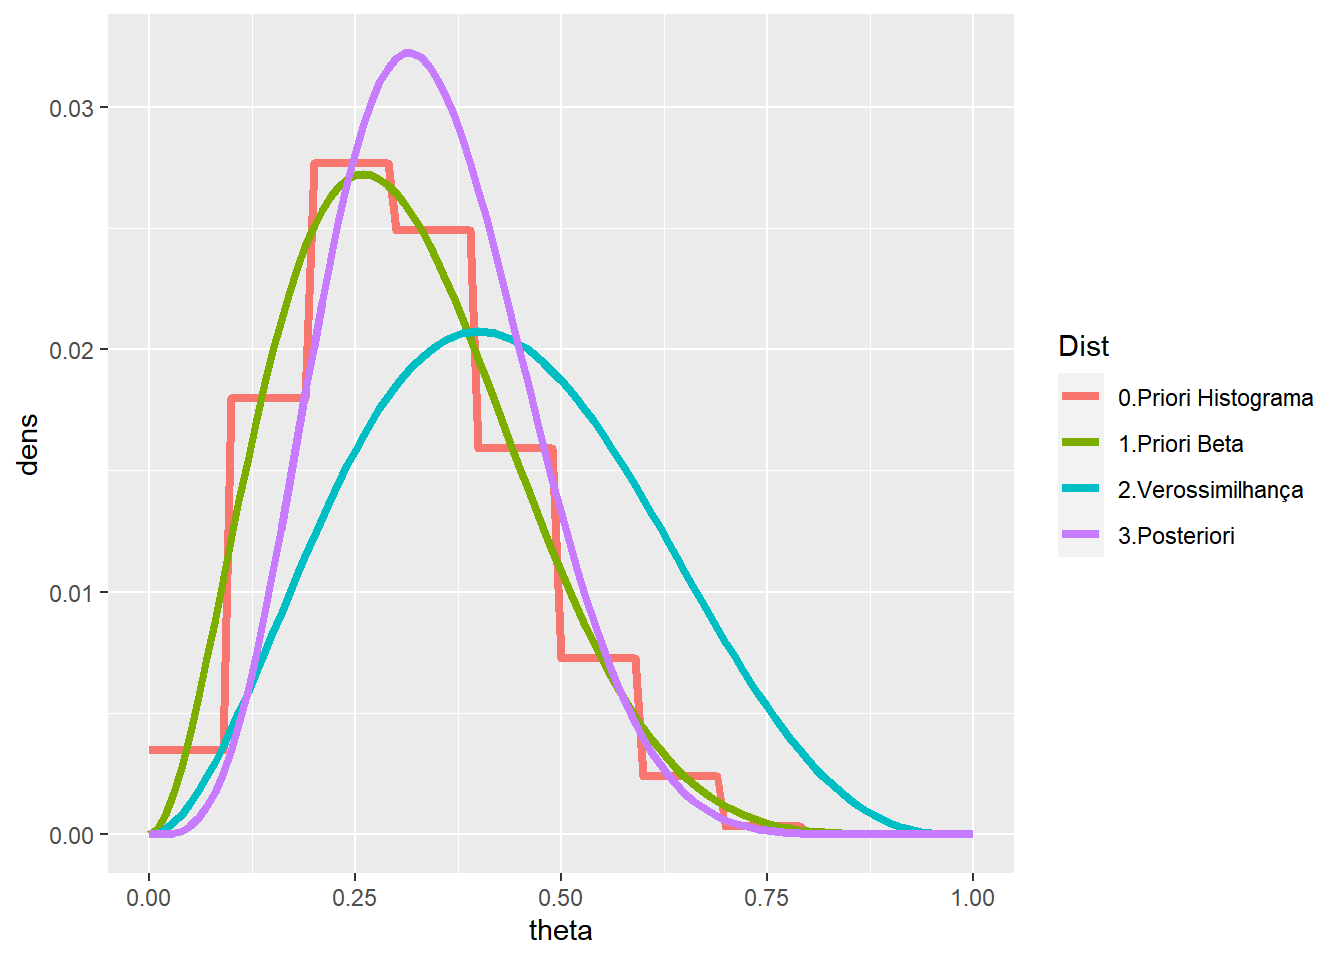 0.03
0.02
0.01
0.00
dens
0.00 0.25 0.50 0.75 1.00
theta
Dist
0.Priori Histograma
1.Priori Beta
2.Verossimilhança
3.Posteriori